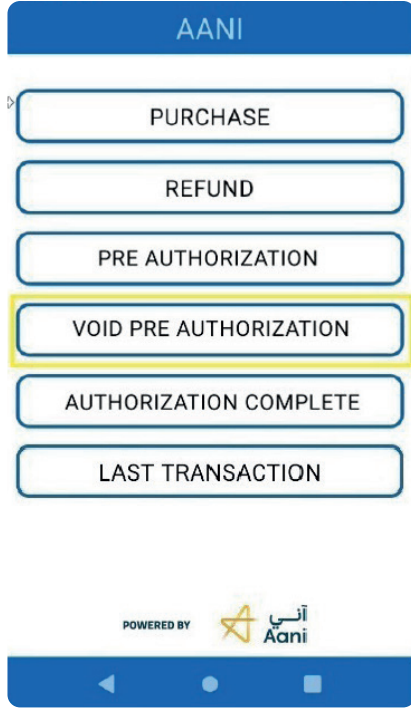 AANI
PURCHASE
REFUND
PRE AUTHORIZATION
VOID PRE AUTHORIZATION
AUTHORIZATION COMPLETE
LAST TRANSACTION
POWERED BY
آني
Aani